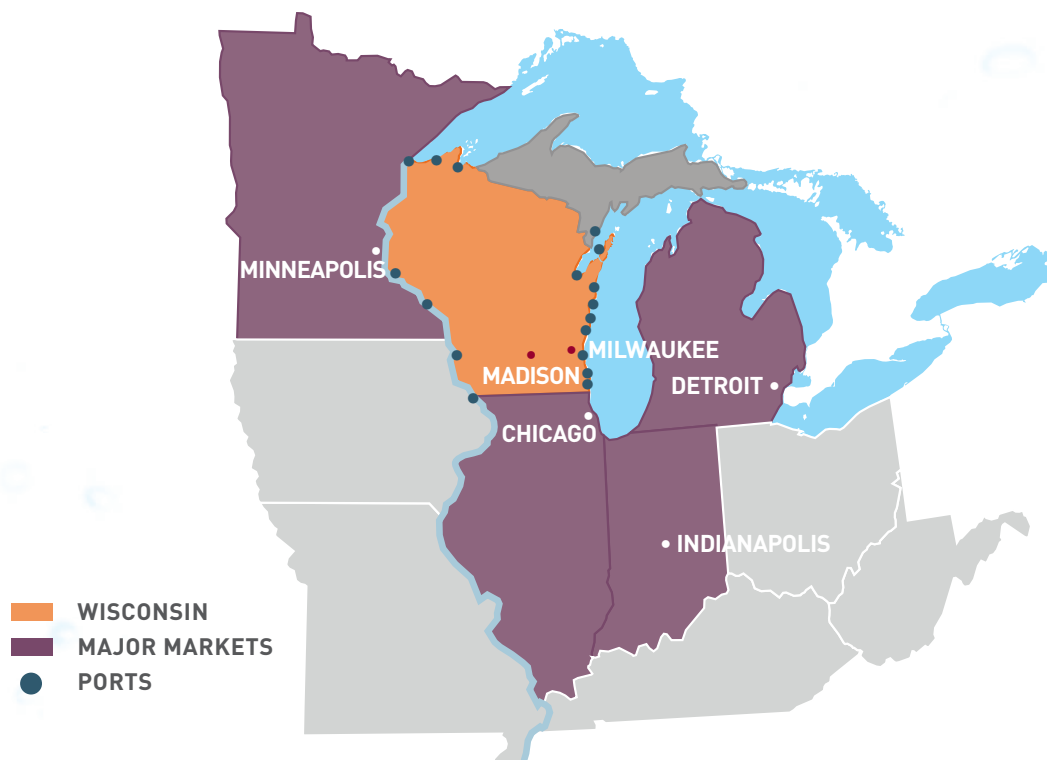 MINNEAPOLIS
MILWAUKEE
MADISON
DETROIT
CHICAGO
INDIANAPOLIS
WISCONSIN
MAJOR MARKETS
PORTS